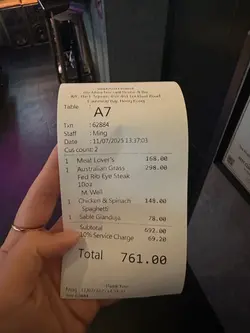 Table A7
Txn : 62884
Staff : Ming
Date : 11/07/2025 13:37:03
Cus count: 2
1 Meat Lover's 168.00
1 Australian Grass 298.00
Fed Rib Eye Steak
10oz
M. Well
1 Chicken & Spinach 148.00
Spaghetti
1 Sable Glanduja 78.00
Subtotal 692.00
10% Service Charge 69.20
Total 761.00